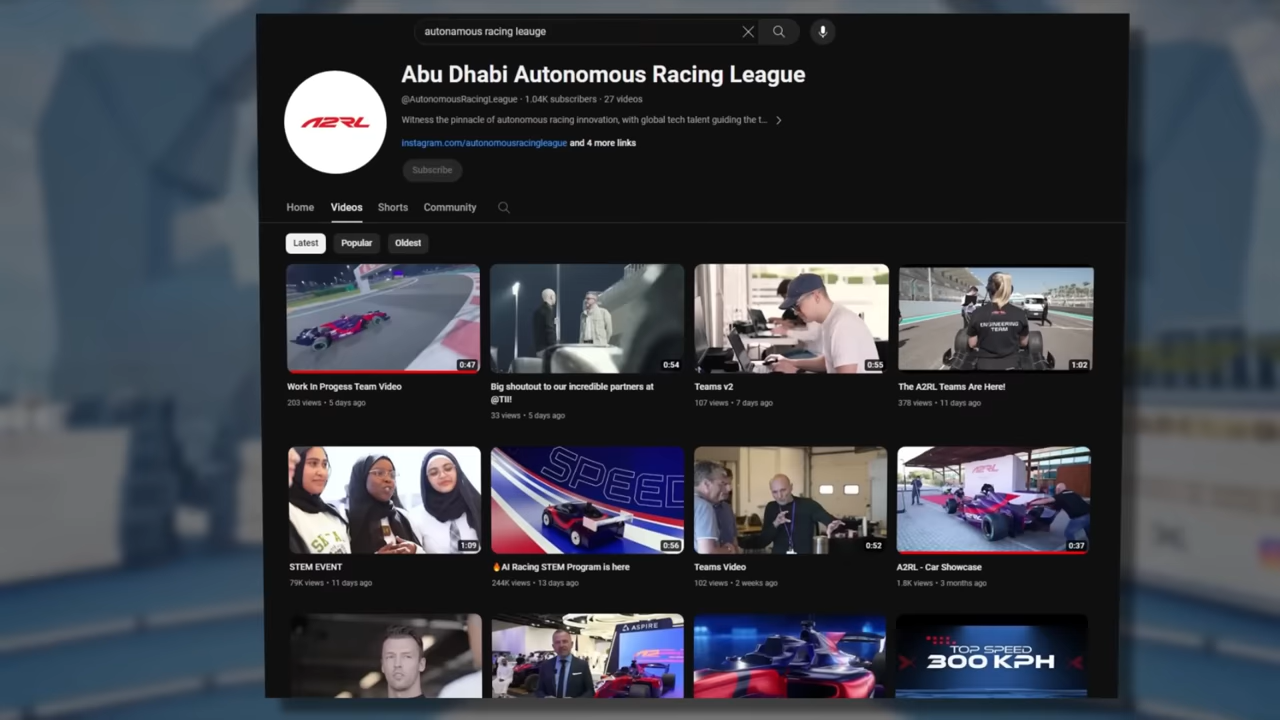 autonamous racing leauge
Abu Dhabi Autonomous Racing League
A2RL
@AutonomousRacingLeague · 1.04K subscribers · 27 videos
Witness the pinnacle of autonomous racing innovation, with global tech talent guiding the t...
instagram.com/autonomousracingleague and 4 more links
Subscribe
Home Videos Shorts Community
Latest Popular Oldest
ENGINEERING
TEAM
0:47 0:54 0:55 1:02
Work In Progess Team Video
203 views • 5 days ago
Big shoutout to our incredible partners at
@TII!
33 views • 5 days ago
Teams v2
107 views • 7 days ago
The A2RL Teams Are Here!
378 views • 11 days ago
SPEED
A2RL
1:09 0:56 0:52 0:37
STEM EVENT
79K views • 11 days ago
🔥AI Racing STEM Program is here
244K views • 13 days ago
Teams Video
102 views • 2 weeks ago
A2RL - Car Showcase
1.8K views • 3 months ago
ASPIRE
TOP SPEED
300 KPH